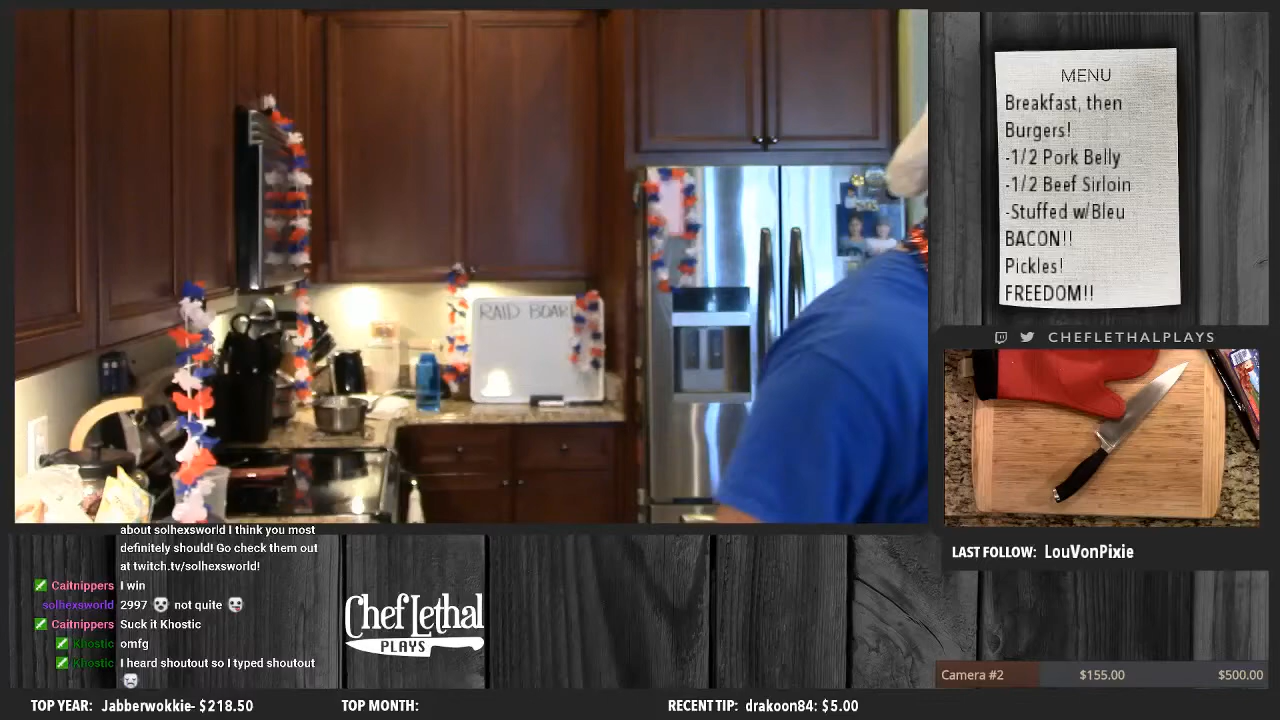 RAID BOAR
MENU
Breakfast, then
Burgers!
-1/2 Pork Belly
-1/2 Beef Sirloin
-Stuffed w/Bleu
BACON!!
Pickles!
FREEDOM!!
CHEFLETHALPLAYS
LAST FOLLOW: LouVonPixie
about solhexsworld I think you most
definitely should! Go check them out
at twitch.tv/solhexsworld!
Caitnippers I win
solhexsworld 2997 not quite
Caitnippers Suck it Khostic
Khostic omfg
Khostic I heard shoutout so I typed shoutout
Chef Lethal
PLAYS
Camera #2 $155.00 $500.00
TOP YEAR: Jabberwokkie- $218.50
TOP MONTH:
RECENT TIP: drakoon84: $5.00